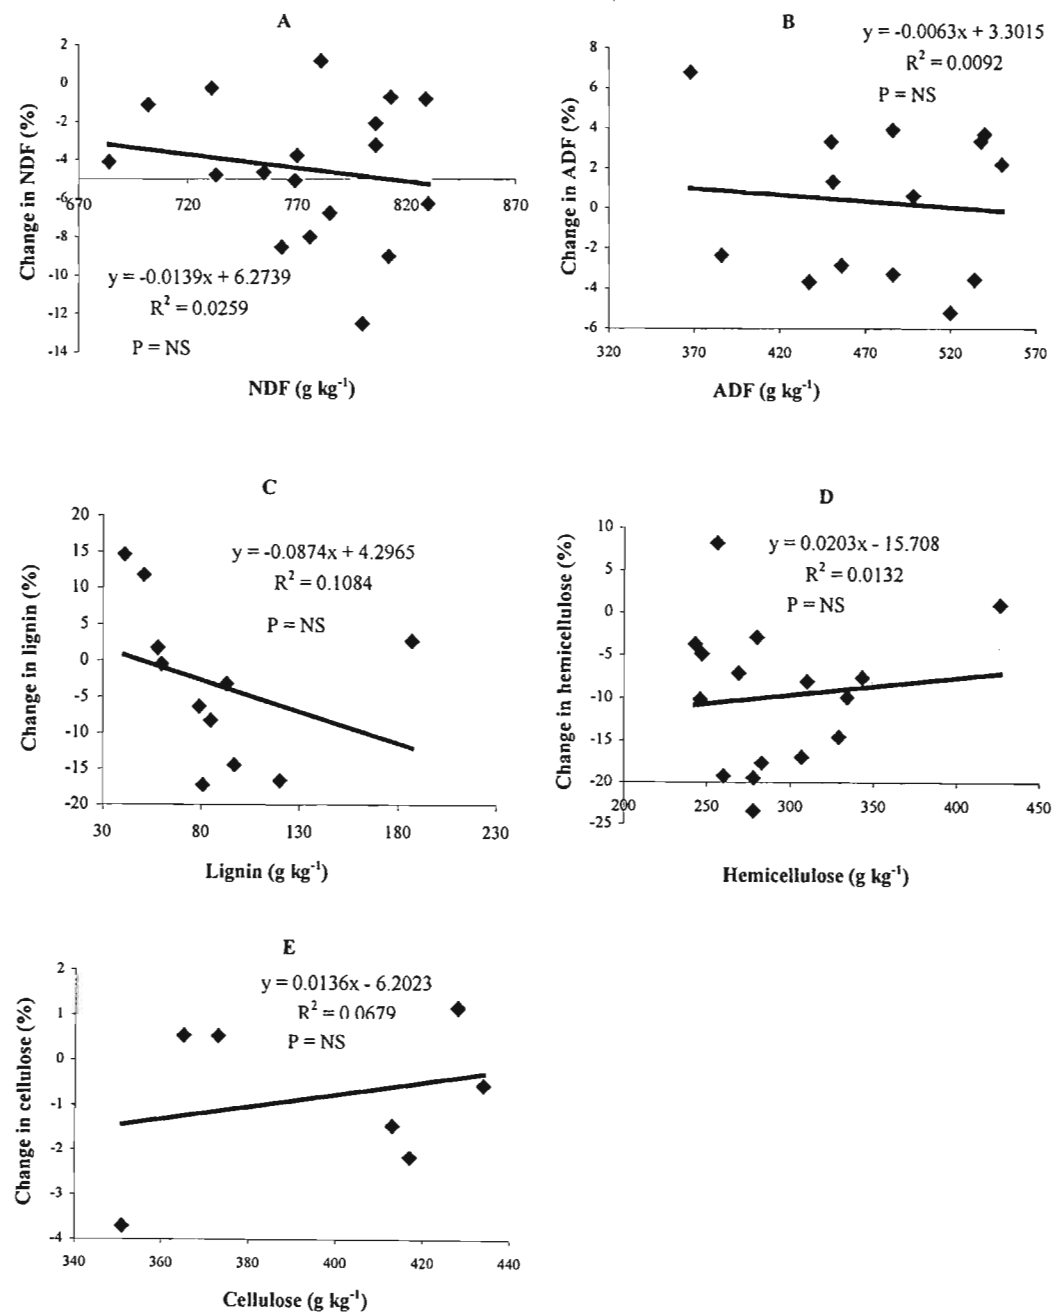 A
Change in NDF (%)
2
0
-2
-4
-6
-8
-10
-12
-14
670 720 770 820 870
y = -0.0139x + 6.2739
R² = 0.0259
P = NS
NDF (g kg⁻¹)
B
y = -0.0063x + 3.3015
R² = 0.0092
P = NS
Change in ADF (%)
8
6
4
2
0
-2
-4
-6
320 370 420 470 520 570
ADF (g kg⁻¹)
C
Change in lignin (%)
20
15
10
5
0
-5
-10
-15
-20
y = -0.0874x + 4.2965
R² = 0.1084
P = NS
30 80 130 180 230
Lignin (g kg⁻¹)
D
Change in hemicellulose (%)
10
5
0
-5
-10
-15
-20
-25
y = 0.0203x - 15.708
R² = 0.0132
P = NS
200 250 300 350 400 450
Hemicellulose (g kg⁻¹)
E
Change in cellulose (%)
2
1
0
-1
-2
-3
-4
y = 0.0136x - 6.2023
R² = 0.0679
P = NS
340 360 380 400 420 440
Cellulose (g kg⁻¹)